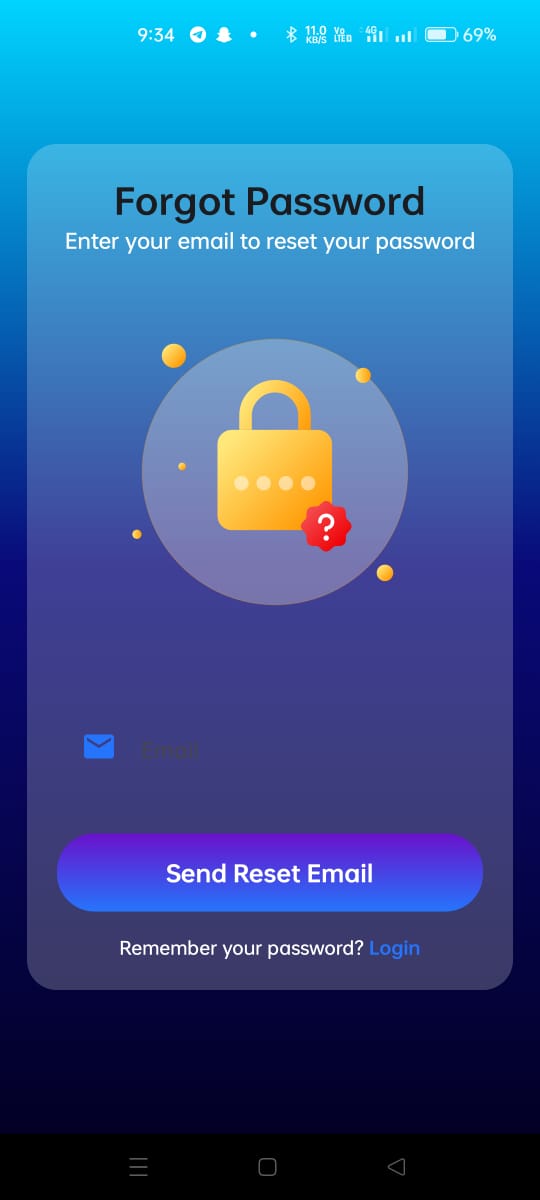 9:34 11.0 KB/S Vo LTE 4G 69%
Forgot Password
Enter your email to reset your password
?
Email
Send Reset Email
Remember your password? Login